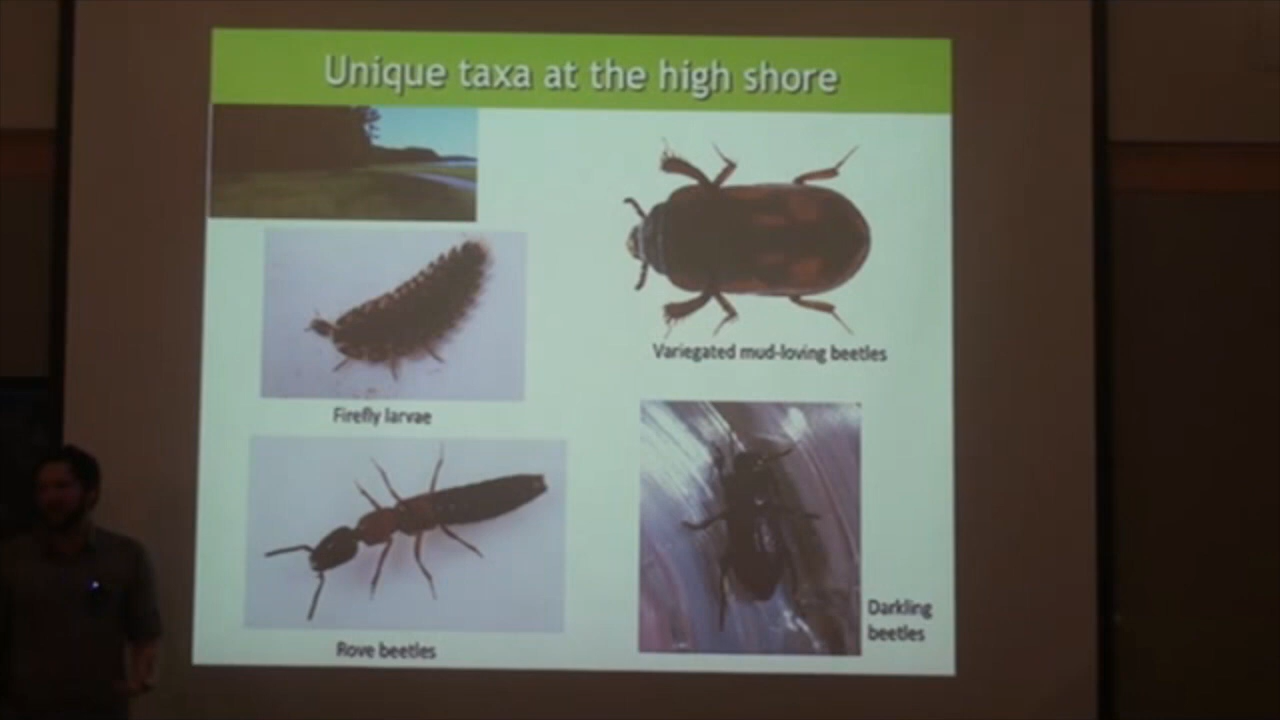 Unique taxa at the high shore
Variegated mud-loving beetles
Firefly larvae
Darkling
beetles
Rove beetles